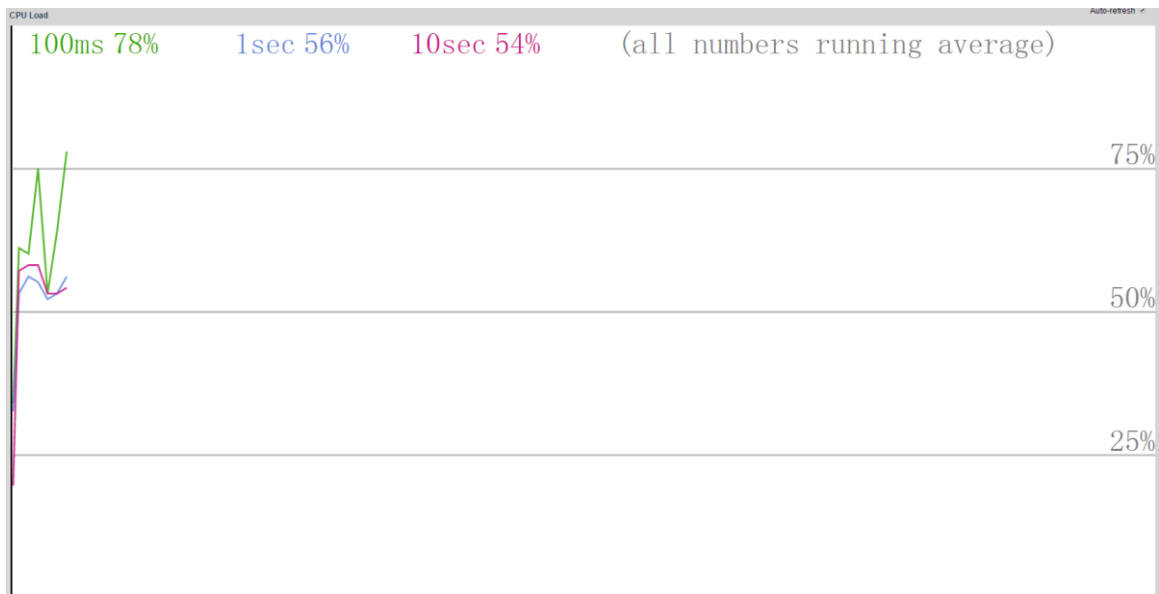 CPU Load
Auto-refresh ✓
100ms 78% 1sec 56% 10sec 54% (all numbers running average)
75%
50%
25%